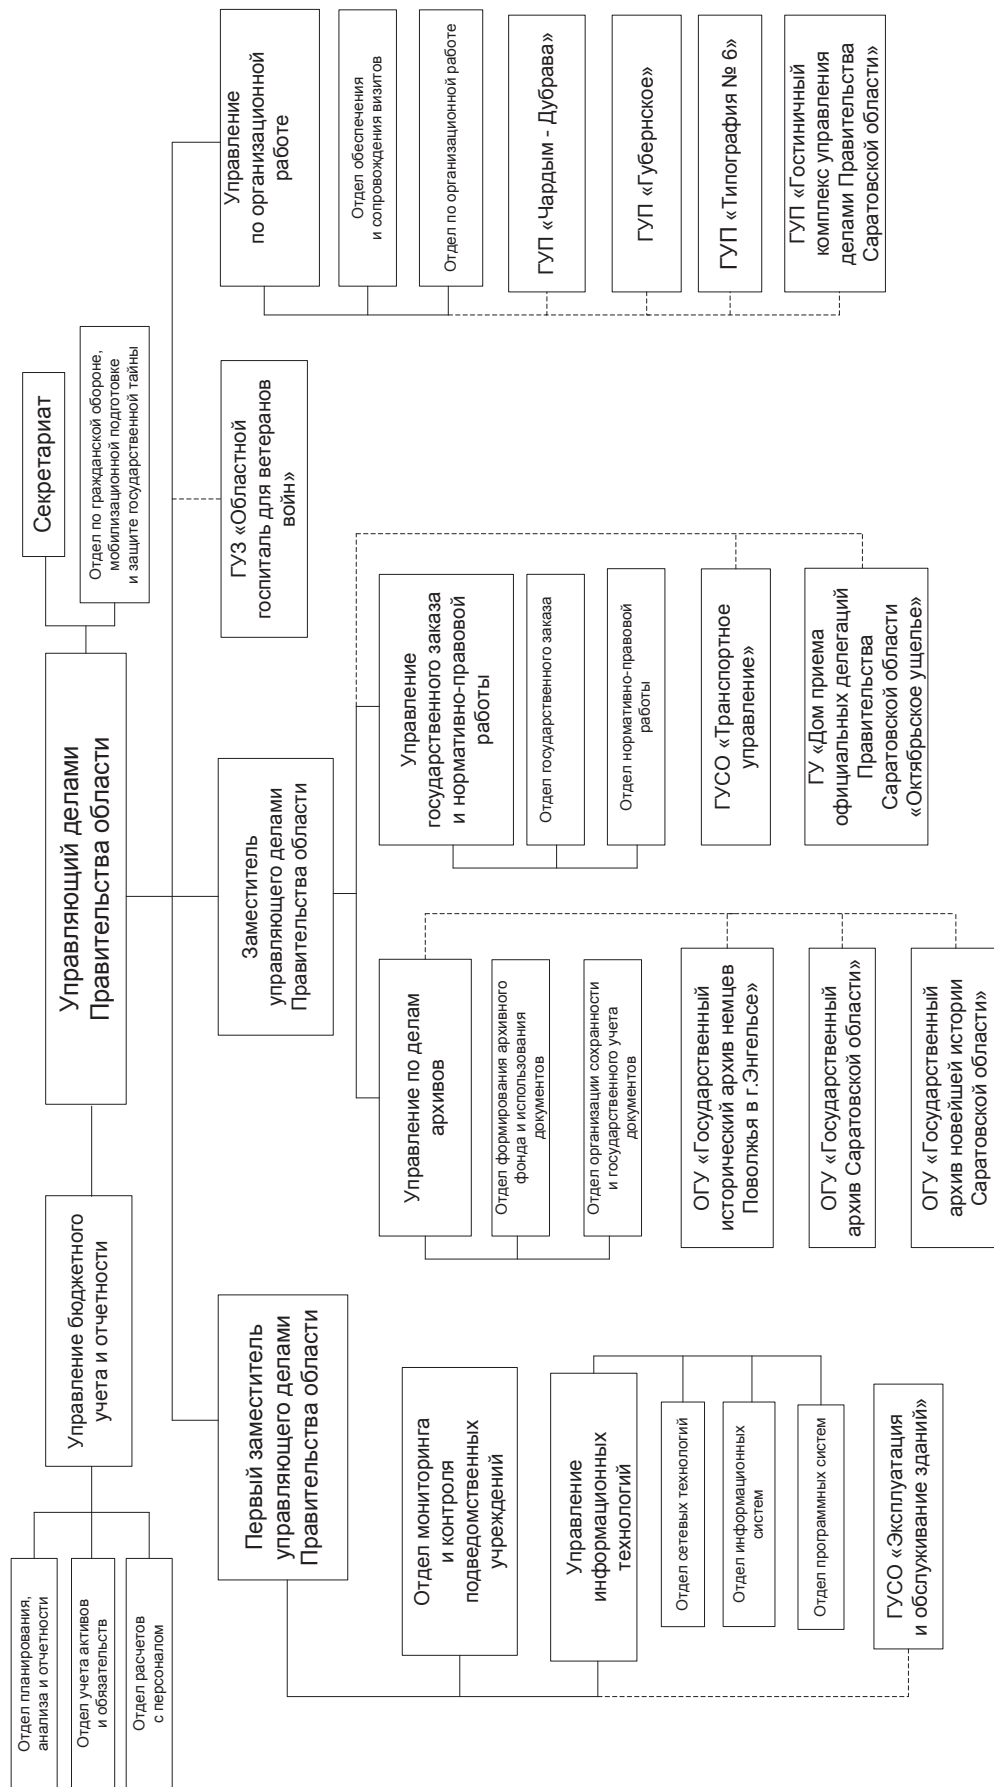 Отдел планирования,
анализа и отчетности
Отдел учета активов
и обязательств
Отдел расчетов
с персоналом
Управление бюджетного
учета и отчетности
Управляющий делами
Правительства области
Секретариат
Отдел по гражданской обороне,
мобилизационной подготовке
и защите государственной тайны
Первый заместитель
управляющего делами
Правительства области
Отдел мониторинга
и контроля
подведомственных
учреждений
Управление
информационных
технологий
Отдел сетевых технологий
Отдел информационных
систем
Отдел программных систем
ГУСО «Эксплуатация
и обслуживание зданий»
Заместитель
управляющего делами
Правительства области
Управление по делам
архивов
Отдел формирования архивного
фонда и использования
документов
Отдел организации сохранности
и государственного учета
документов
ОГУ «Государственный
исторический архив немцев
Поволжья в г.Энгельсе»
ОГУ «Государственный
архив Саратовской области»
ОГУ «Государственный
архив новейшей истории
Саратовской области»
Управление
государственного заказа
и нормативно-правовой
работы
Отдел государственного заказа
Отдел нормативно-правовой
работы
ГУСО «Транспортное
управление»
ГУ «Дом приема
официальных делегаций
Правительства
Саратовской области
«Октябрьское ущелье»
ГУЗ «Областной
госпиталь для ветеранов
войн»
Управление
по организационной
работе
Отдел обеспечения
и сопровождения визитов
Отдел по организационной работе
ГУП «Чардым - Дубрава»
ГУП «Губернское»
ГУП «Типография № 6»
ГУП «Гостиничный
комплекс управления
делами Правительства
Саратовской области»